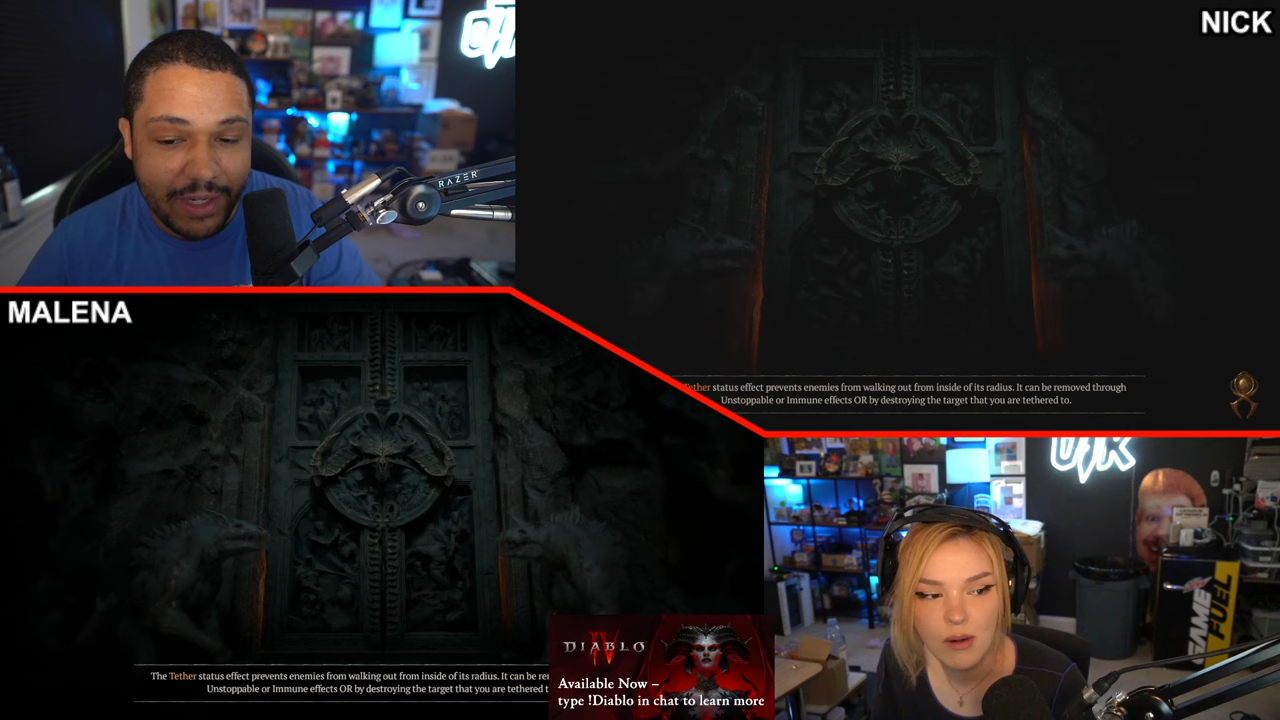 NICK
RAZER
MALENA
Tether status effect prevents enemies from walking out from inside of its radius. It can be removed through
Unstoppable or Immune effects OR by destroying the target that you are tethered to.
The Tether status effect prevents enemies from walking out from inside of its radius. It can be
Unstoppable or Immune effects OR by destroying the target that you are tethered
DIABLO
IV
Available Now –
type !Diablo in chat to learn more
GAME
FUEL